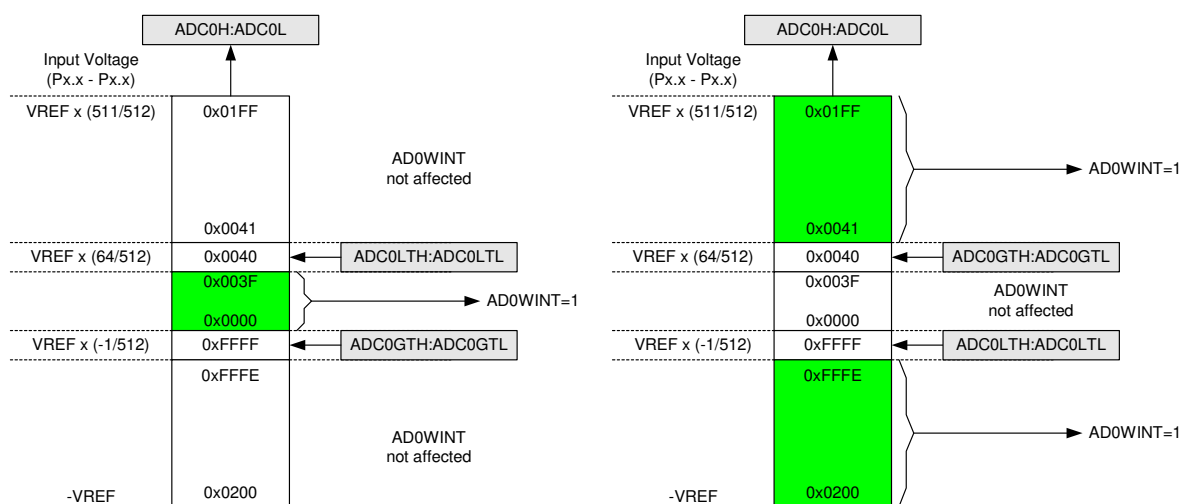 ADC0H:ADC0L
Input Voltage
(Px.x - Px.x)
VREF x (511/512)
0x01FF
AD0WINT
not affected
0x0041
VREF x (64/512)
0x0040
ADC0LTH:ADC0LTL
0x003F
AD0WINT=1
0x0000
VREF x (-1/512)
0xFFFF
ADC0GTH:ADC0GTL
0xFFFE
AD0WINT
not affected
-VREF
0x0200
ADC0H:ADC0L
Input Voltage
(Px.x - Px.x)
VREF x (511/512)
0x01FF
AD0WINT=1
0x0041
VREF x (64/512)
0x0040
ADC0GTH:ADC0GTL
0x003F
AD0WINT
not affected
0x0000
VREF x (-1/512)
0xFFFF
ADC0LTH:ADC0LTL
0xFFFE
AD0WINT=1
-VREF
0x0200